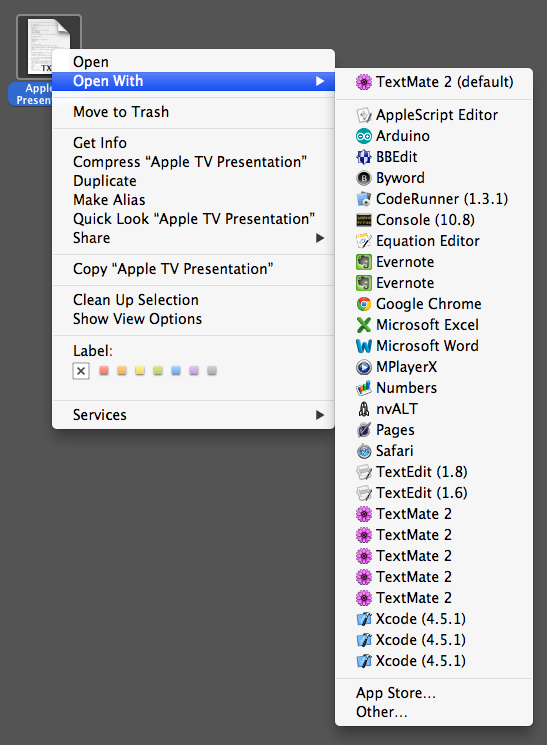 TXT
Apple
Present
Open
Open With
Move to Trash
Get Info
Compress “Apple TV Presentation”
Duplicate
Make Alias
Quick Look “Apple TV Presentation”
Share
Copy “Apple TV Presentation”
Clean Up Selection
Show View Options
Label:
Services
TextMate 2 (default)
AppleScript Editor
Arduino
BBEdit
Byword
CodeRunner (1.3.1)
Console (10.8)
Equation Editor
Evernote
Evernote
Google Chrome
Microsoft Excel
Microsoft Word
MPlayerX
Numbers
nvALT
Pages
Safari
TextEdit (1.8)
TextEdit (1.6)
TextMate 2
TextMate 2
TextMate 2
TextMate 2
TextMate 2
Xcode (4.5.1)
Xcode (4.5.1)
Xcode (4.5.1)
App Store…
Other…